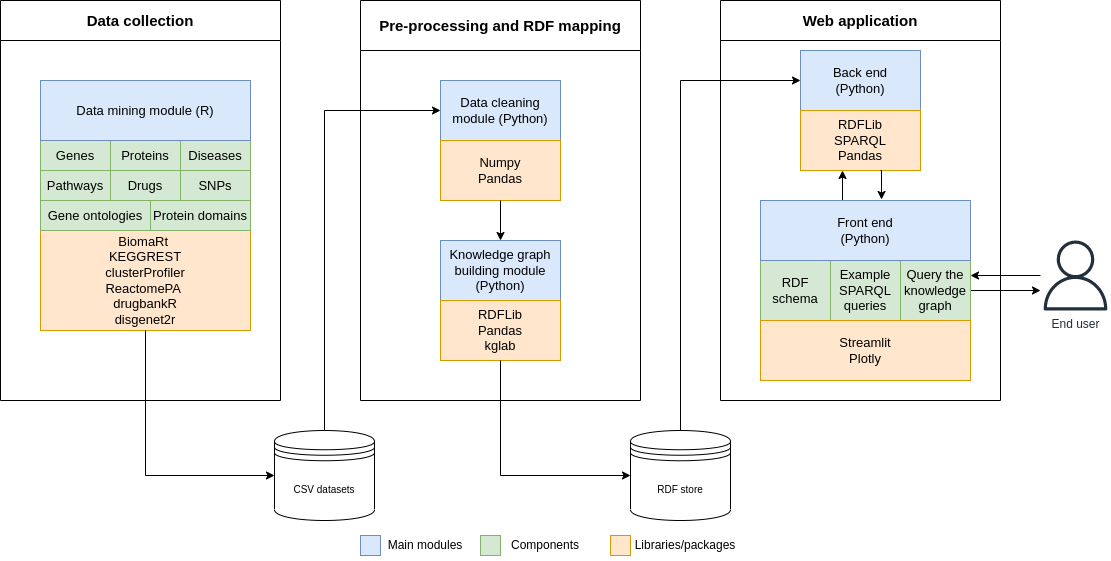 Data collection
Data mining module (R)
Genes
Proteins
Diseases
Pathways
Drugs
SNPs
Gene ontologies
Protein domains
BiomaRt
KEGGREST
clusterProfiler
ReactomePA
drugbankR
disgenet2r
Pre-processing and RDF mapping
Data cleaning
module (Python)
Numpy
Pandas
Knowledge graph
building module
(Python)
RDFLib
Pandas
kglab
Web application
Back end
(Python)
RDFLib
SPARQL
Pandas
Front end
(Python)
RDF
schema
Example
SPARQL
queries
Query the
knowledge
graph
Streamlit
Plotly
End user
CSV datasets
RDF store
Main modules
Components
Libraries/packages